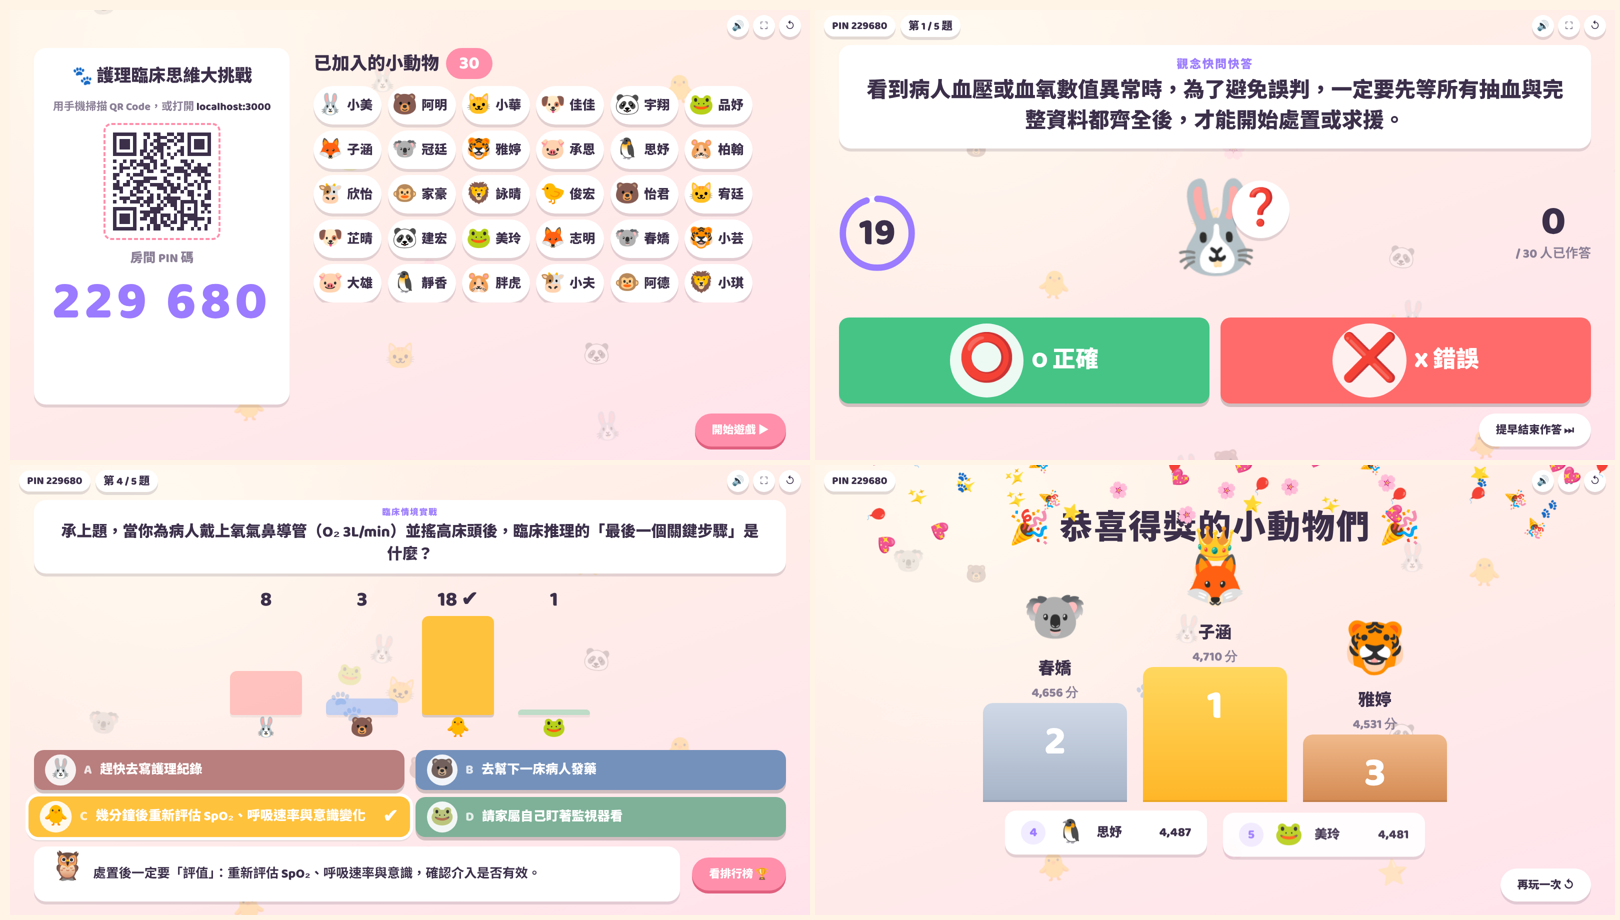 護理臨床思維大挑戰
用手機掃描 QR Code，或打開 localhost:3000
房間 PIN 碼
229 680
已加入的小動物 30
小美 阿明 小華 佳佳 宇翔 品妤
子涵 冠廷 雅婷 承恩 思妤 柏翰
欣怡 家豪 詠晴 俊宏 怡君 宥廷
芷晴 建宏 美玲 志明 春嬌 小芸
大雄 靜香 胖虎 小夫 阿德 小琪
開始遊戲 ▶
PIN 229680 第 1 / 5 題
觀念快問快答
看到病人血壓或血氧數值異常時，為了避免誤判，一定要先等所有抽血與完
整資料都齊全後，才能開始處置或求援。
19
0
/ 30 人已作答
O 正確
X 錯誤
提早結束作答 ⏭
PIN 229680 第 4 / 5 題
臨床情境實戰
承上題，當你為病人戴上氧氣鼻導管（O₂ 3L/min）並搖高床頭後，臨床推理的「最後一個關鍵步驟」是
什麼？
8 3 18 ✔ 1
A 趕快去寫護理紀錄
B 去幫下一床病人發藥
C 幾分鐘後重新評估 SpO₂、呼吸速率與意識變化 ✔
D 請家屬自己盯著監視器看
處置後一定要「評值」：重新評估 SpO₂、呼吸速率與意識，確認介入是否有效。
看排行榜
PIN 229680
恭喜得獎的小動物們
子涵
4,710 分
1
春嬌
4,656 分
2
雅婷
4,531 分
3
4 思妤 4,487
5 美玲 4,481
再玩一次